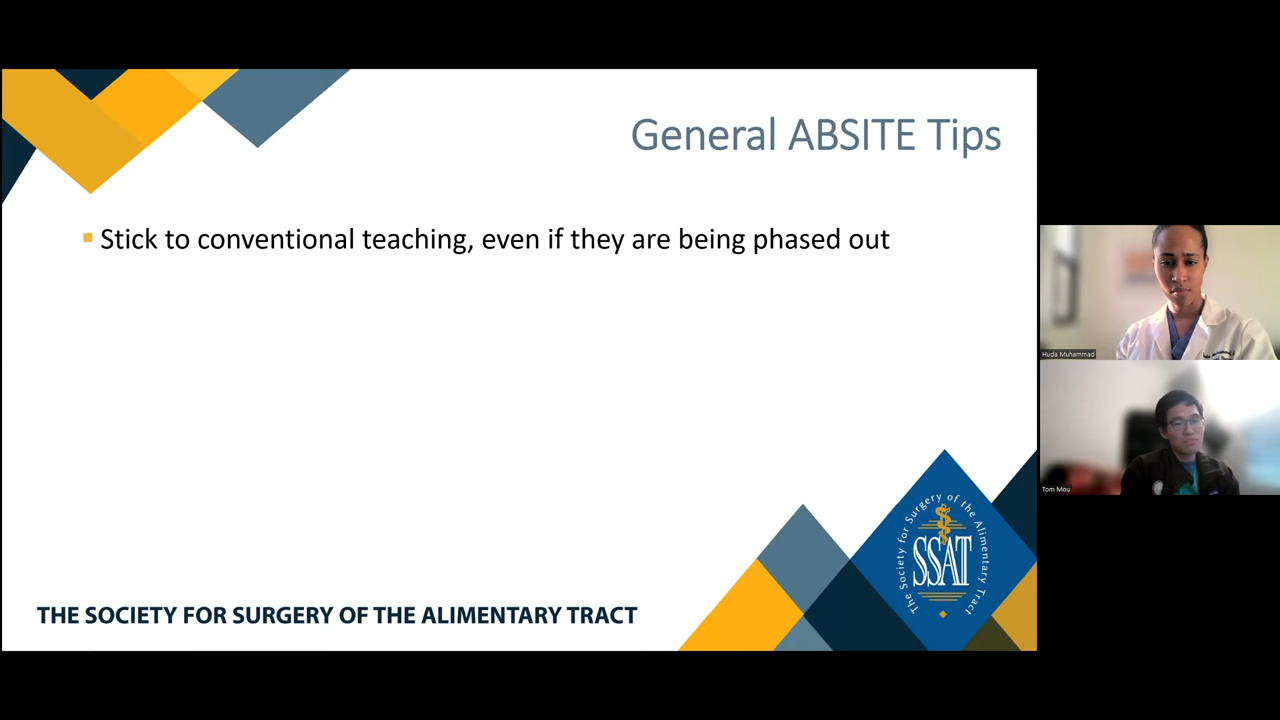 General ABSITE Tips
Stick to conventional teaching, even if they are being phased out
Huda Muhammad
Tom Mou
The Society for Surgery of the Alimentary Tract
SSAT
THE SOCIETY FOR SURGERY OF THE ALIMENTARY TRACT